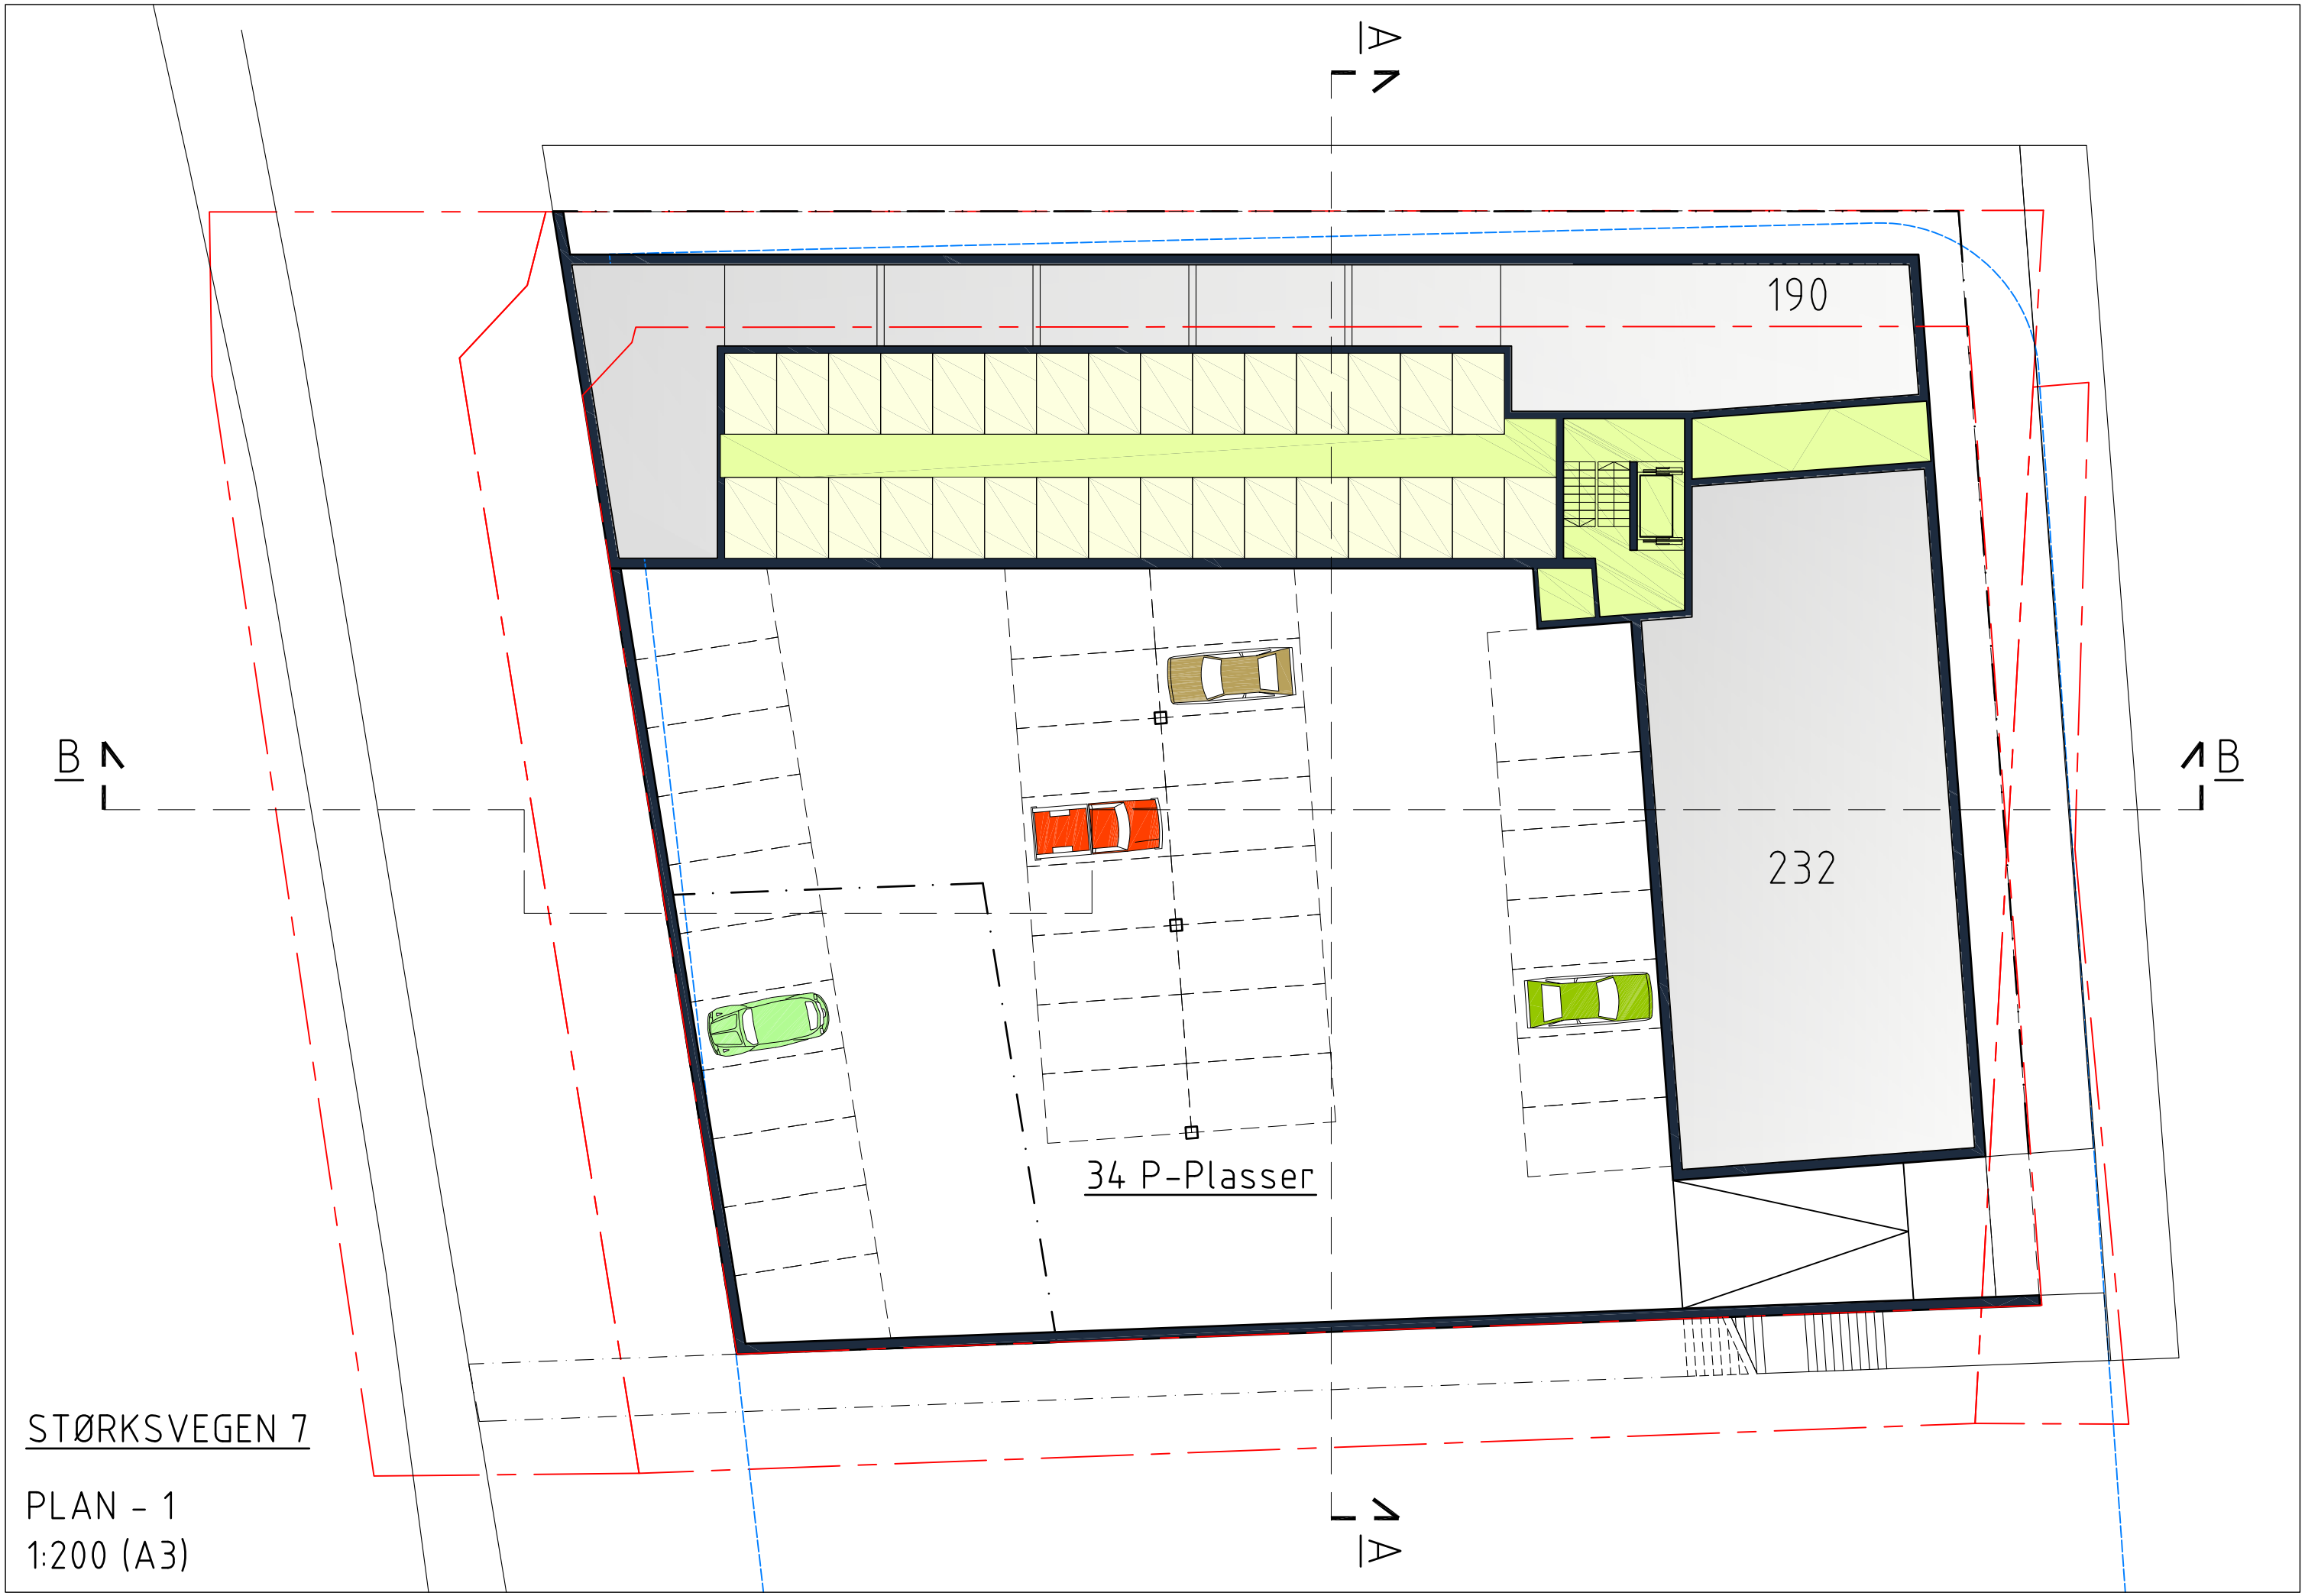 A
190
B
B
232
34 P-Plasser
STØRKSVEGEN 7
PLAN - 1
1:200 (A3)
A